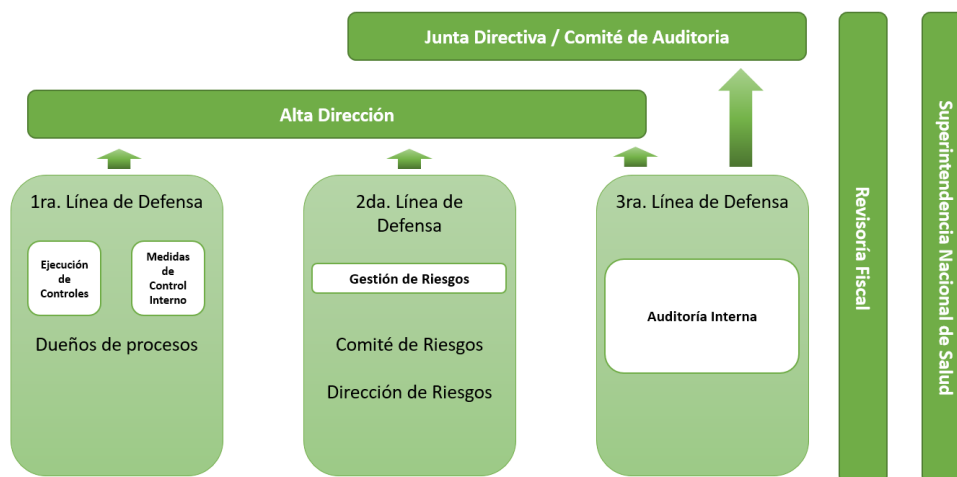 Junta Directiva / Comité de Auditoria
Alta Dirección
1ra. Línea de Defensa
Ejecución
de
Controles
Medidas
de
Control
Interno
Dueños de procesos
2da. Línea de
Defensa
Gestión de Riesgos
Comité de Riesgos
Dirección de Riesgos
3ra. Línea de Defensa
Auditoría Interna
Revisoría Fiscal
Superintendencia Nacional de Salud